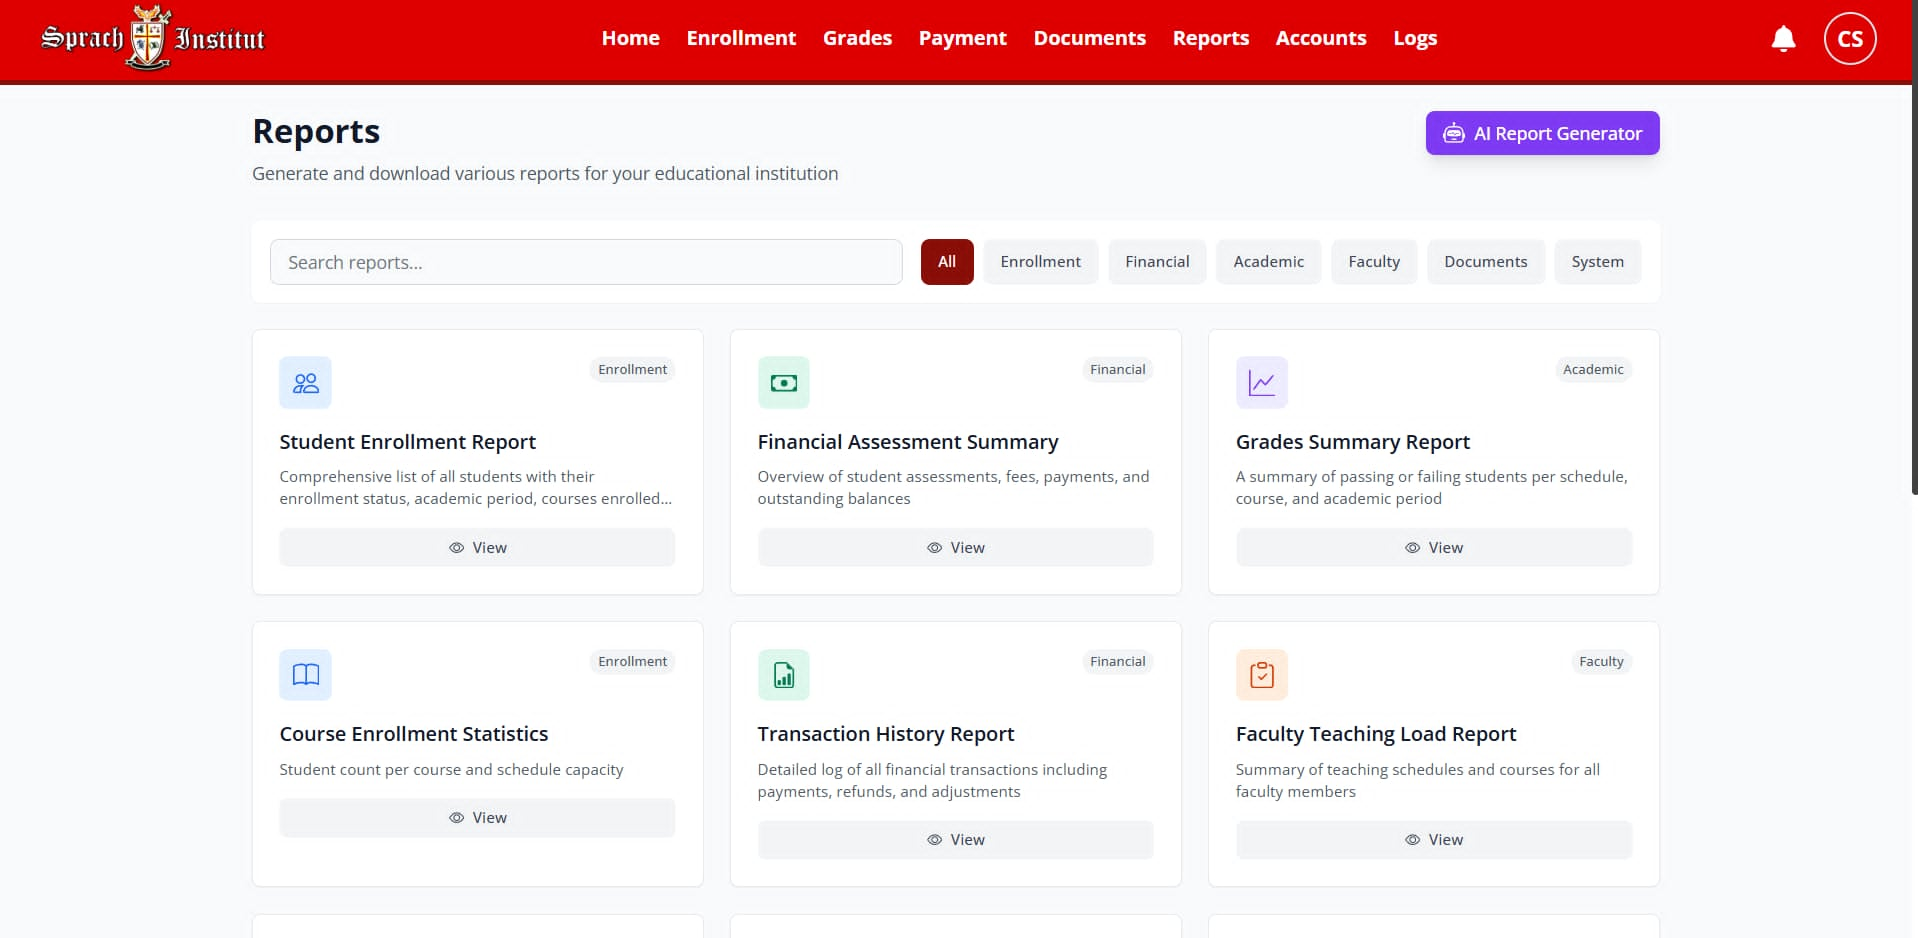 Sprach Institut
Home Enrollment Grades Payment Documents Reports Accounts Logs
CS
Reports
AI Report Generator
Generate and download various reports for your educational institution
Search reports...
All Enrollment Financial Academic Faculty Documents System
Enrollment
Student Enrollment Report
Comprehensive list of all students with their
enrollment status, academic period, courses enrolled...
View
Financial
Financial Assessment Summary
Overview of student assessments, fees, payments, and
outstanding balances
View
Academic
Grades Summary Report
A summary of passing or failing students per schedule,
course, and academic period
View
Enrollment
Course Enrollment Statistics
Student count per course and schedule capacity
View
Financial
Transaction History Report
Detailed log of all financial transactions including
payments, refunds, and adjustments
View
Faculty
Faculty Teaching Load Report
Summary of teaching schedules and courses for all
faculty members
View